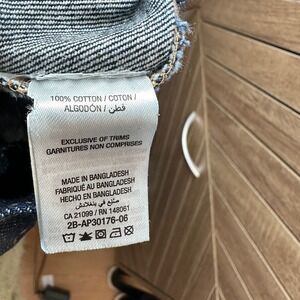 100% COTTON / COTON /
ALGODÓN / قطن
EXCLUSIVE OF TRIMS
GARNITURES NON COMPRISES
MADE IN BANGLADESH
FABRIQUÉ AU BANGLADESH
HECHO EN BANGLADESH
صنع في بنغلاديش
CA 21099 / RN 148061
2B-AP30176-06